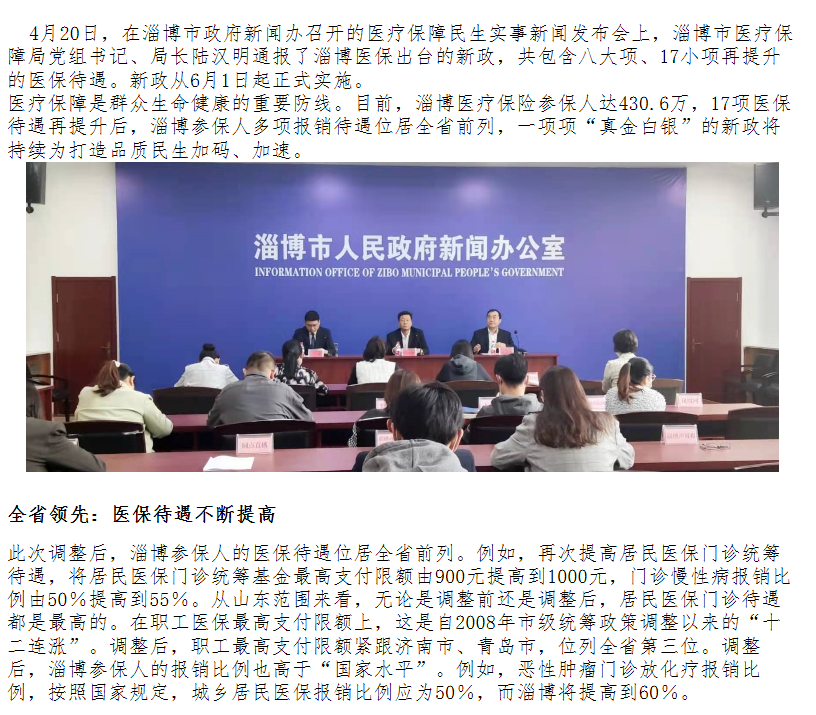 4月20日，在淄博市政府新闻办召开的医疗保障民生实事新闻发布会上，淄博市医疗保
障局党组书记、局长陆汉明通报了淄博医保出台的新政，共包含八大项、17小项再提升
的医保待遇。新政从6月1日起正式实施。
医疗保障是群众生命健康的重要防线。目前，淄博医疗保险参保人达430.6万，17项医保
待遇再提升后，淄博参保人多项报销待遇位居全省前列，一项项“真金白银”的新政将
持续为打造品质民生加码、加速。
淄博市人民政府新闻办公室
INFORMATION OFFICE OF ZIBO MUNICIPAL PEOPLE'S GOVERNMENT
全省领先：医保待遇不断提高
此次调整后，淄博参保人的医保待遇位居全省前列。例如，再次提高居民医保门诊统筹
待遇，将居民医保门诊统筹基金最高支付限额由900元提高到1000元，门诊慢性病报销比
例由50％提高到55％。从山东范围来看，无论是调整前还是调整后，居民医保门诊待遇
都是最高的。在职工医保最高支付限额上，这是自2008年市级统筹政策调整以来的“十
二连涨”。调整后，职工最高支付限额紧跟济南市、青岛市，位列全省第三位。调整
后，淄博参保人的报销比例也高于“国家水平”。例如，恶性肿瘤门诊放化疗报销比
例，按照国家规定，城乡居民医保报销比例应为50％，而淄博将提高到60％。